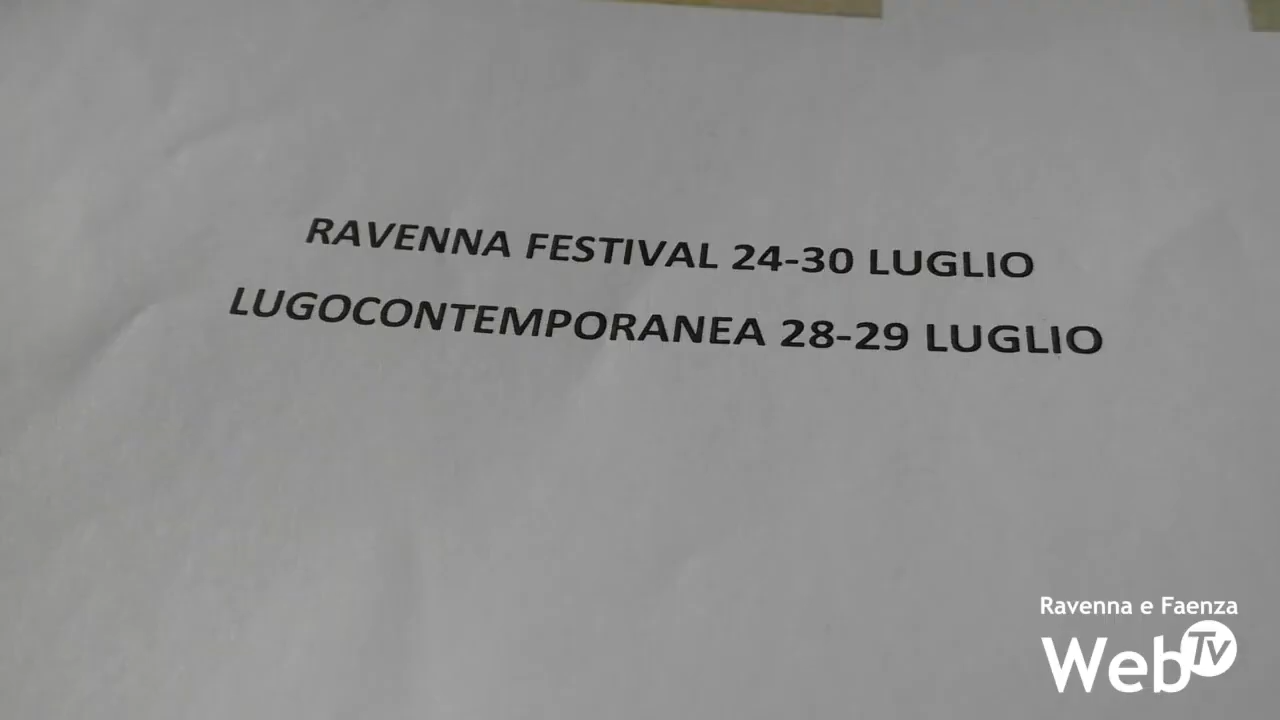 RAVENNA FESTIVAL 24-30 LUGLIO
LUGOCONTEMPORANEA 28-29 LUGLIO
Ravenna e Faenza
WebTv